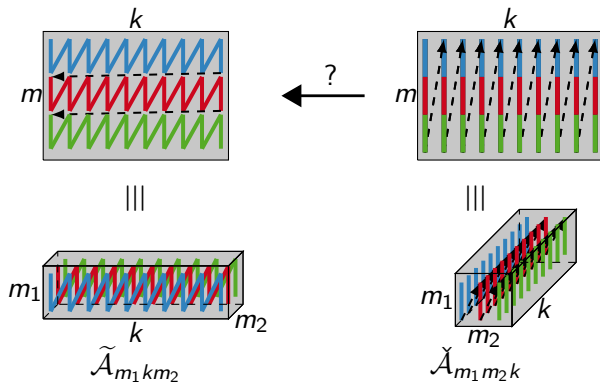 k k
m ? m
||| |||
m₁ k m₂ m₁ m₂ k
𝒜̃ₘ₁ₖₘ₂ 𝒜̌ₘ₁ₘ₂ₖ